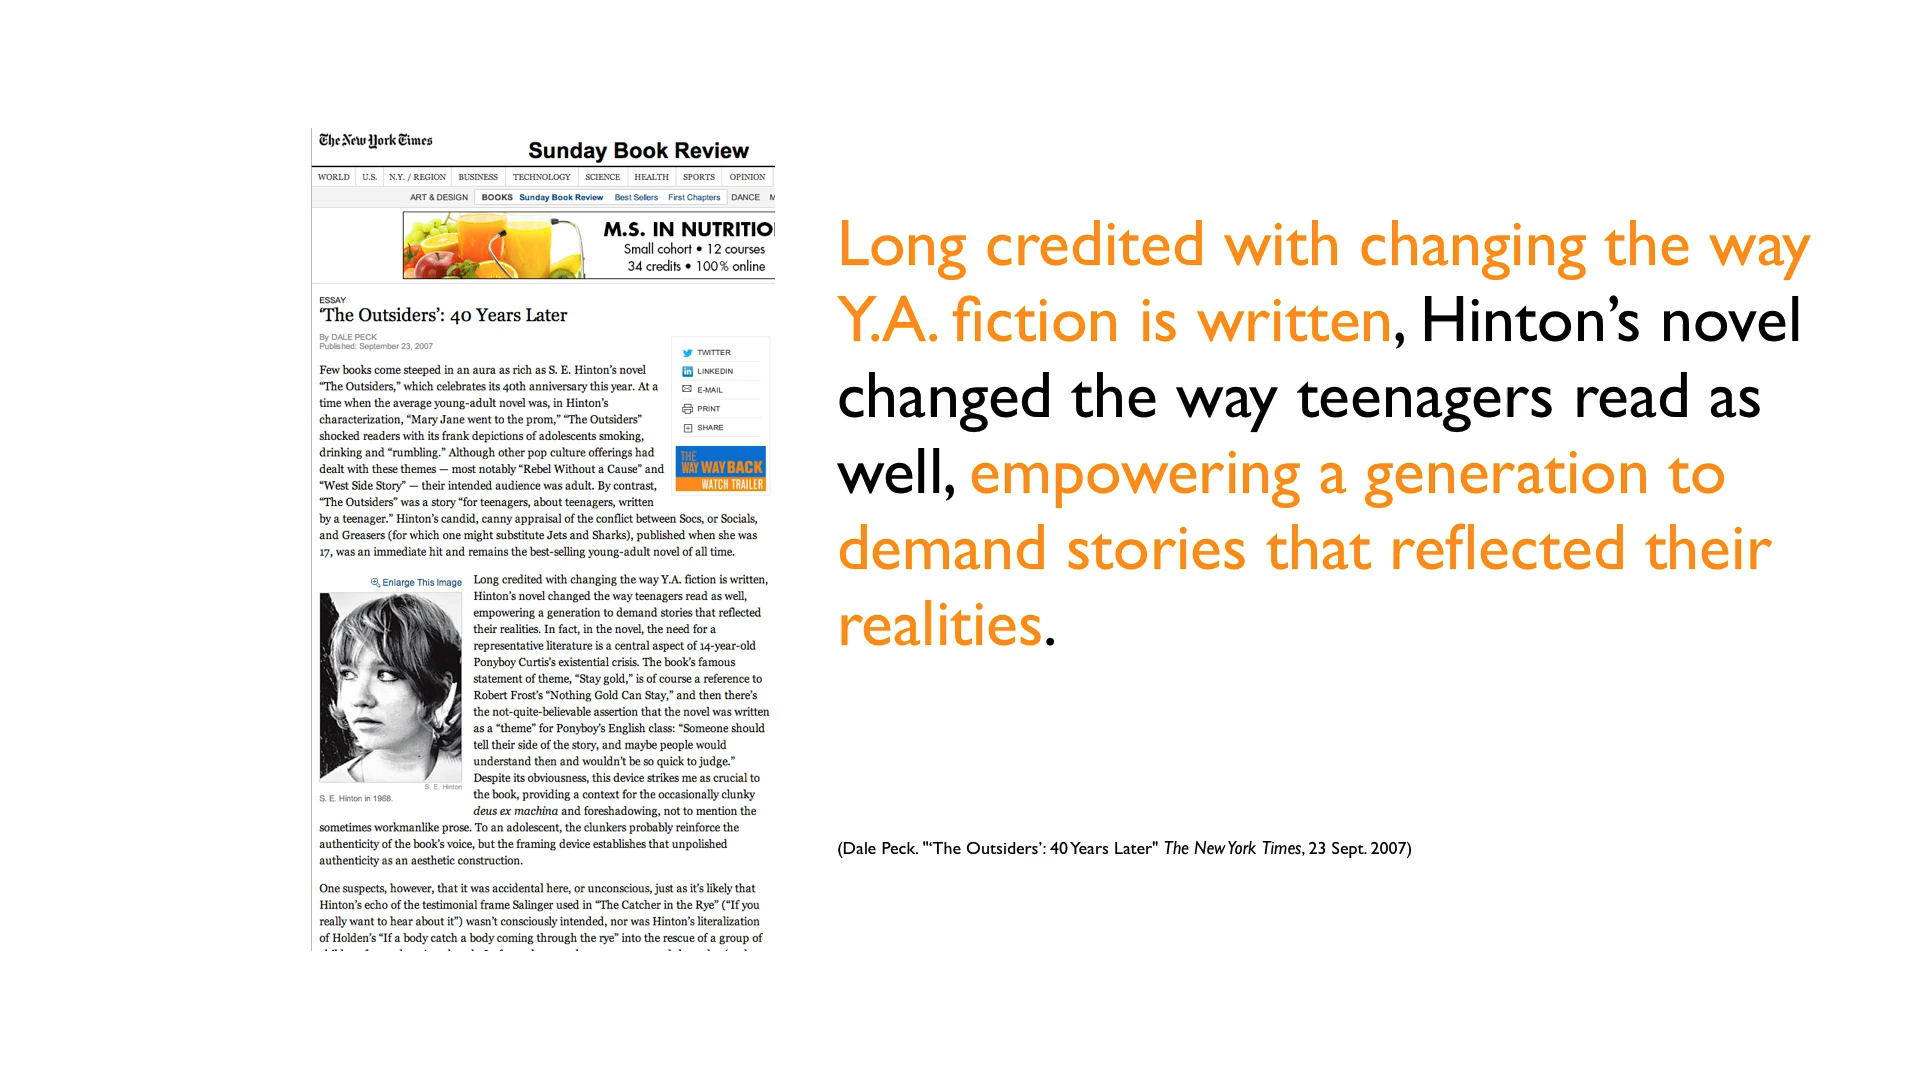 The New York Times
Sunday Book Review
WORLD U.S. N.Y. / REGION BUSINESS TECHNOLOGY SCIENCE HEALTH SPORTS OPINION
ART & DESIGN BOOKS Sunday Book Review Best Sellers First Chapters DANCE M
M.S. IN NUTRITIO
Small cohort • 12 courses
34 credits • 100% online
ESSAY
‘The Outsiders’: 40 Years Later
By DALE PECK
Published: September 23, 2007
TWITTER
LINKEDIN
E-MAIL
PRINT
SHARE
THE
WAY WAY BACK
WATCH TRAILER
Few books come steeped in an aura as rich as S. E. Hinton’s novel
“The Outsiders,” which celebrates its 40th anniversary this year. At a
time when the average young-adult novel was, in Hinton’s
characterization, “Mary Jane went to the prom,” “The Outsiders”
shocked readers with its frank depictions of adolescents smoking,
drinking and “rumbling.” Although other pop culture offerings had
dealt with these themes — most notably “Rebel Without a Cause” and
“West Side Story” — their intended audience was adult. By contrast,
“The Outsiders” was a story “for teenagers, about teenagers, written
by a teenager.” Hinton’s candid, canny appraisal of the conflict between Socs, or Socials,
and Greasers (for which one might substitute Jets and Sharks), published when she was
17, was an immediate hit and remains the best-selling young-adult novel of all time.
Enlarge This Image
S. E. Hinton
S. E. Hinton in 1968.
Long credited with changing the way Y.A. fiction is written,
Hinton’s novel changed the way teenagers read as well,
empowering a generation to demand stories that reflected
their realities. In fact, in the novel, the need for a
representative literature is a central aspect of 14-year-old
Ponyboy Curtis’s existential crisis. The book’s famous
statement of theme, “Stay gold,” is of course a reference to
Robert Frost’s “Nothing Gold Can Stay,” and then there’s
the not-quite-believable assertion that the novel was written
as a “theme” for Ponyboy’s English class: “Someone should
tell their side of the story, and maybe people would
understand then and wouldn’t be so quick to judge.”
Despite its obviousness, this device strikes me as crucial to
the book, providing a context for the occasionally clunky
deus ex machina and foreshadowing, not to mention the
sometimes workmanlike prose. To an adolescent, the clunkers probably reinforce the
authenticity of the book’s voice, but the framing device establishes that unpolished
authenticity as an aesthetic construction.
One suspects, however, that it was accidental here, or unconscious, just as it’s likely that
Hinton’s echo of the testimonial frame Salinger used in “The Catcher in the Rye” (“If you
really want to hear about it”) wasn’t consciously intended, nor was Hinton’s literalization
of Holden’s “If a body catch a body coming through the rye” into the rescue of a group of
Long credited with changing the way
Y.A. fiction is written, Hinton’s novel
changed the way teenagers read as
well, empowering a generation to
demand stories that reflected their
realities.
(Dale Peck. "‘The Outsiders’: 40 Years Later" The New York Times, 23 Sept. 2007)